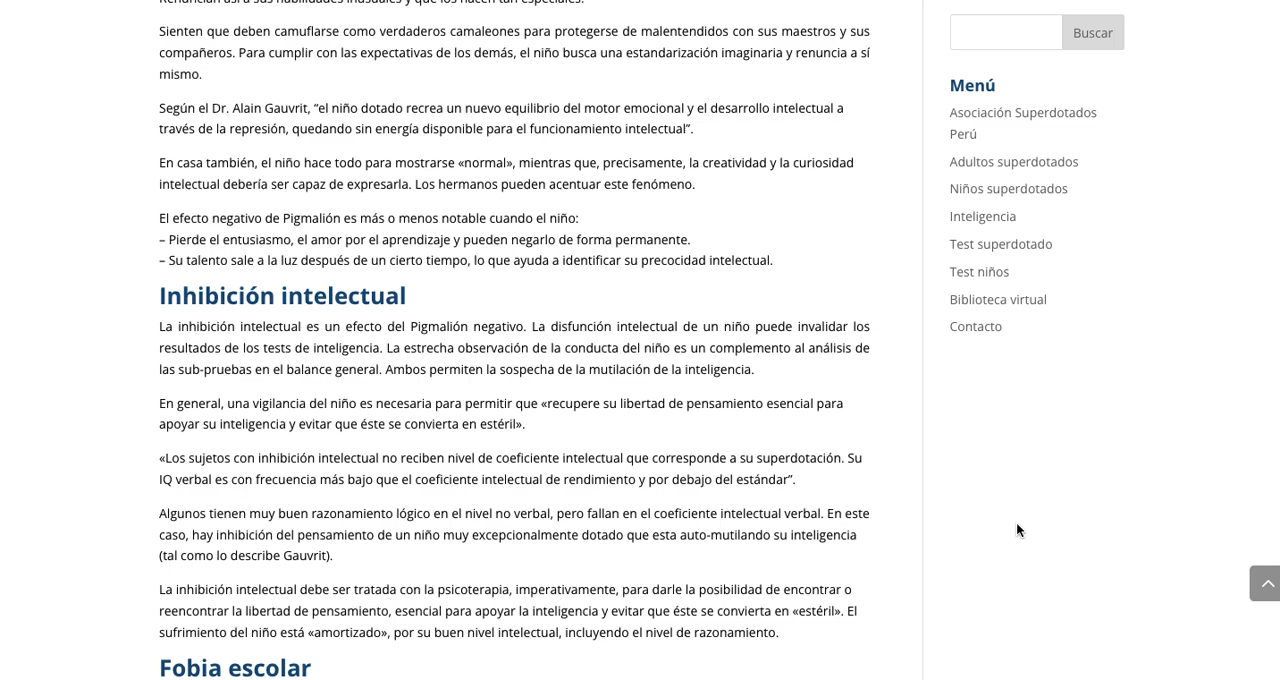 Renuncian así a sus habilidades inusuales y que los hacen tan especiales.
Sienten que deben camuflarse como verdaderos camaleones para protegerse de malentendidos con sus maestros y sus
compañeros. Para cumplir con las expectativas de los demás, el niño busca una estandarización imaginaria y renuncia a sí
mismo.
Según el Dr. Alain Gauvrit, “el niño dotado recrea un nuevo equilibrio del motor emocional y el desarrollo intelectual a
través de la represión, quedando sin energía disponible para el funcionamiento intelectual”.
En casa también, el niño hace todo para mostrarse «normal», mientras que, precisamente, la creatividad y la curiosidad
intelectual debería ser capaz de expresarla. Los hermanos pueden acentuar este fenómeno.
El efecto negativo de Pigmalión es más o menos notable cuando el niño:
– Pierde el entusiasmo, el amor por el aprendizaje y pueden negarlo de forma permanente.
– Su talento sale a la luz después de un cierto tiempo, lo que ayuda a identificar su precocidad intelectual.
Inhibición intelectual
La inhibición intelectual es un efecto del Pigmalión negativo. La disfunción intelectual de un niño puede invalidar los
resultados de los tests de inteligencia. La estrecha observación de la conducta del niño es un complemento al análisis de
las sub-pruebas en el balance general. Ambos permiten la sospecha de la mutilación de la inteligencia.
En general, una vigilancia del niño es necesaria para permitir que «recupere su libertad de pensamiento esencial para
apoyar su inteligencia y evitar que éste se convierta en estéril».
«Los sujetos con inhibición intelectual no reciben nivel de coeficiente intelectual que corresponde a su superdotación. Su
IQ verbal es con frecuencia más bajo que el coeficiente intelectual de rendimiento y por debajo del estándar”.
Algunos tienen muy buen razonamiento lógico en el nivel no verbal, pero fallan en el coeficiente intelectual verbal. En este
caso, hay inhibición del pensamiento de un niño muy excepcionalmente dotado que esta auto-mutilando su inteligencia
(tal como lo describe Gauvrit).
La inhibición intelectual debe ser tratada con la psicoterapia, imperativamente, para darle la posibilidad de encontrar o
reencontrar la libertad de pensamiento, esencial para apoyar la inteligencia y evitar que éste se convierta en «estéril». El
sufrimiento del niño está «amortizado», por su buen nivel intelectual, incluyendo el nivel de razonamiento.
Fobia escolar
Buscar
Menú
Asociación Superdotados
Perú
Adultos superdotados
Niños superdotados
Inteligencia
Test superdotado
Test niños
Biblioteca virtual
Contacto